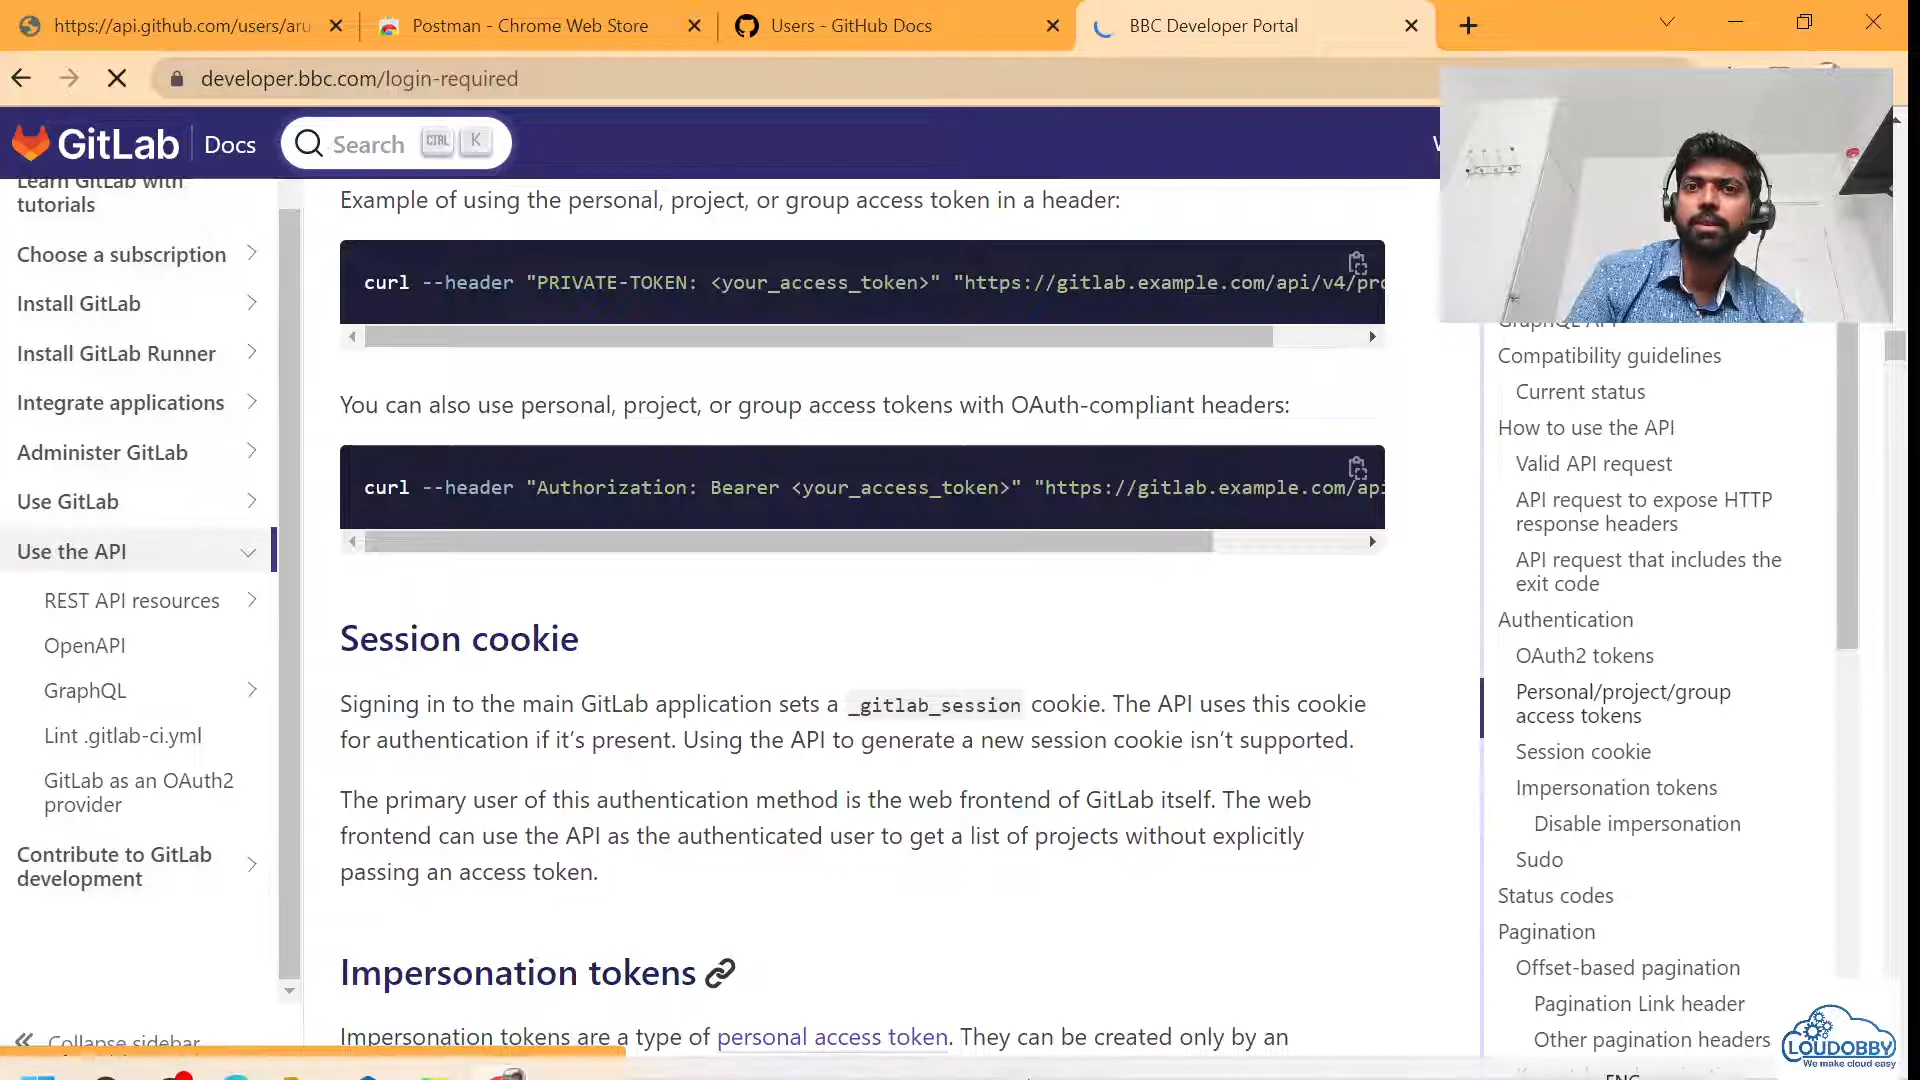 https://api.github.com/users/aru
Postman - Chrome Web Store
Users - GitHub Docs
BBC Developer Portal
developer.bbc.com/login-required
GitLab Docs
Search CTRL K
Learn GitLab with
tutorials
Choose a subscription
Install GitLab
Install GitLab Runner
Integrate applications
Administer GitLab
Use GitLab
Use the API
REST API resources
OpenAPI
GraphQL
Lint .gitlab-ci.yml
GitLab as an OAuth2
provider
Contribute to GitLab
development
Collapse sidebar
Example of using the personal, project, or group access token in a header:
curl --header "PRIVATE-TOKEN: <your_access_token>" "https://gitlab.example.com/api/v4/pro
You can also use personal, project, or group access tokens with OAuth-compliant headers:
curl --header "Authorization: Bearer <your_access_token>" "https://gitlab.example.com/api
Session cookie
Signing in to the main GitLab application sets a _gitlab_session cookie. The API uses this cookie
for authentication if it’s present. Using the API to generate a new session cookie isn’t supported.
The primary user of this authentication method is the web frontend of GitLab itself. The web
frontend can use the API as the authenticated user to get a list of projects without explicitly
passing an access token.
Impersonation tokens
Impersonation tokens are a type of personal access token. They can be created only by an
GraphQL API
Compatibility guidelines
Current status
How to use the API
Valid API request
API request to expose HTTP
response headers
API request that includes the
exit code
Authentication
OAuth2 tokens
Personal/project/group
access tokens
Session cookie
Impersonation tokens
Disable impersonation
Sudo
Status codes
Pagination
Offset-based pagination
Pagination Link header
Other pagination headers
LOUDOBBY
We make cloud easy
ENG